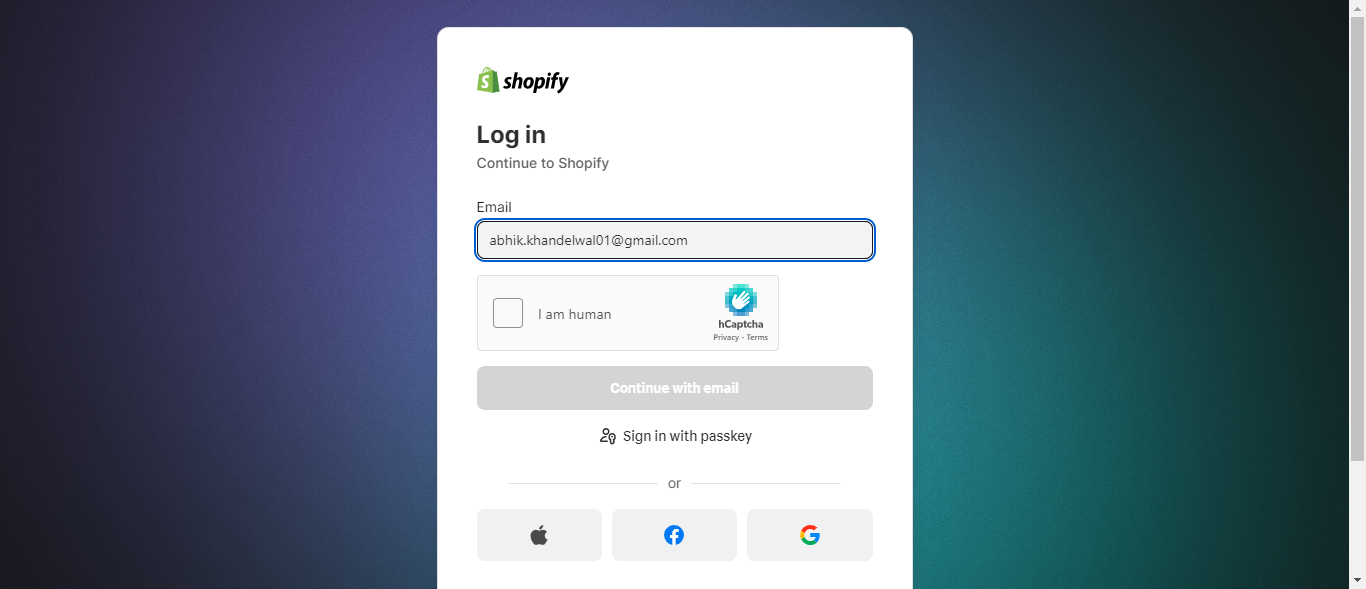 shopify
Log in
Continue to Shopify
Email
abhik.khandelwal01@gmail.com
I am human
hCaptcha
Privacy - Terms
Continue with email
Sign in with passkey
or